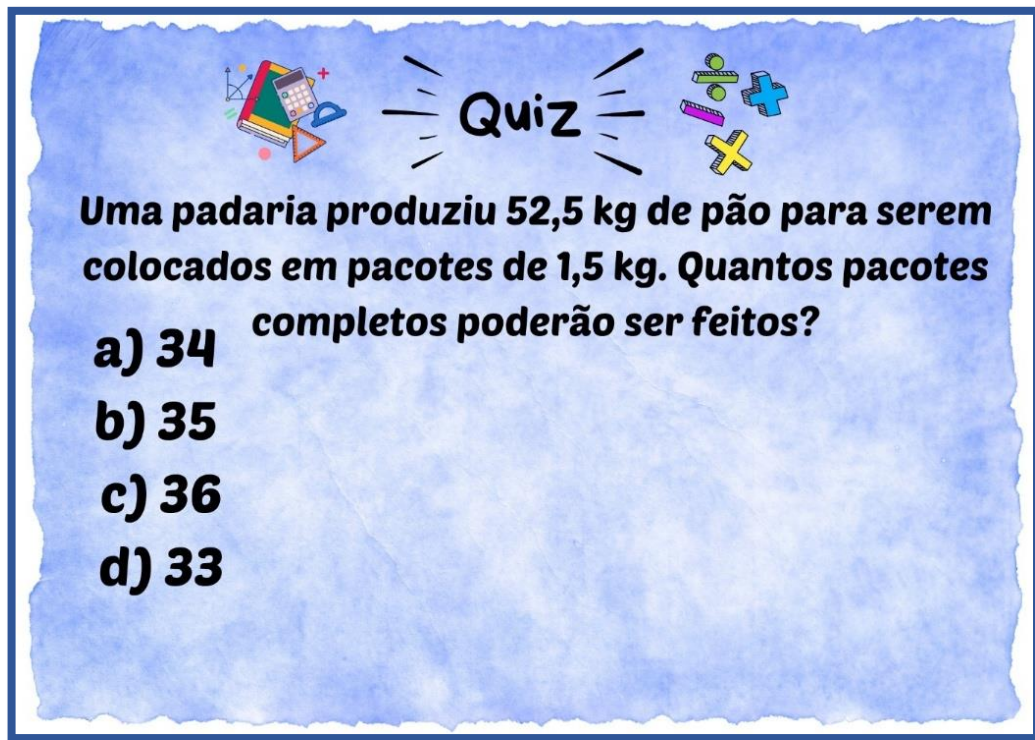 Quiz
Uma padaria produziu 52,5 kg de pão para serem
colocados em pacotes de 1,5 kg. Quantos pacotes
completos poderão ser feitos?
a) 34
b) 35
c) 36
d) 33